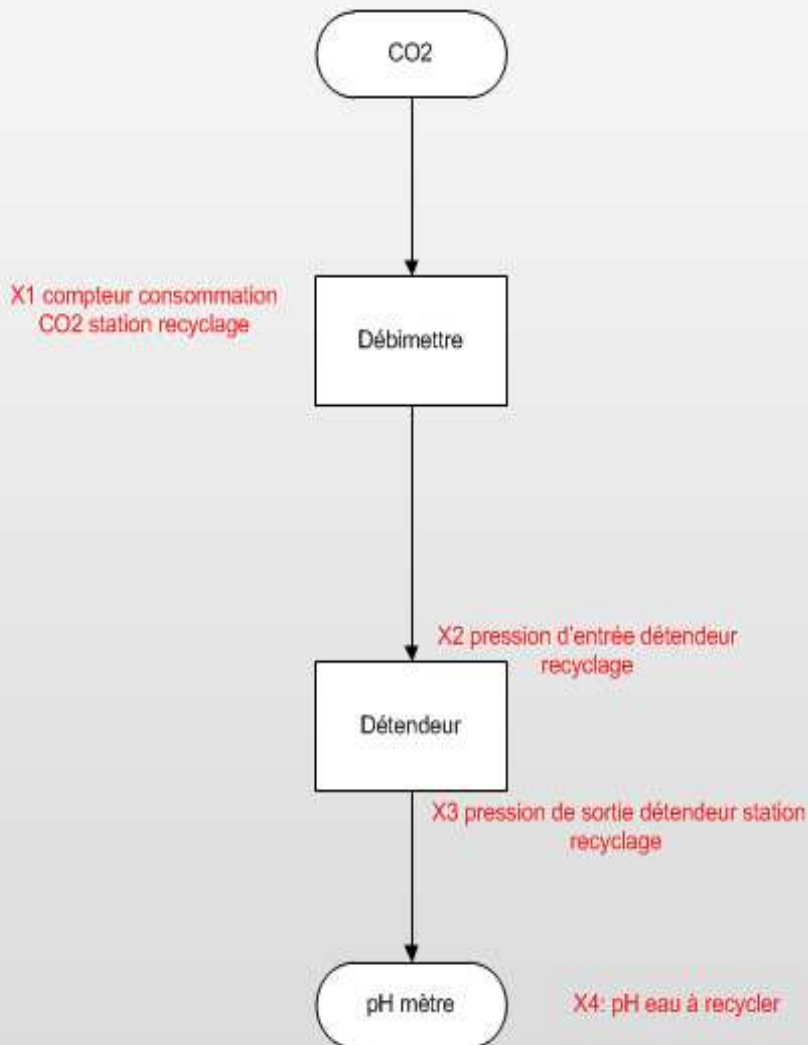 CO2
X1 compteur consommation
CO2 station recyclage
Débimettre
X2 pression d'entrée détendeur
recyclage
Détendeur
X3 pression de sortie détendeur station
recyclage
pH mètre
X4: pH eau à recycler